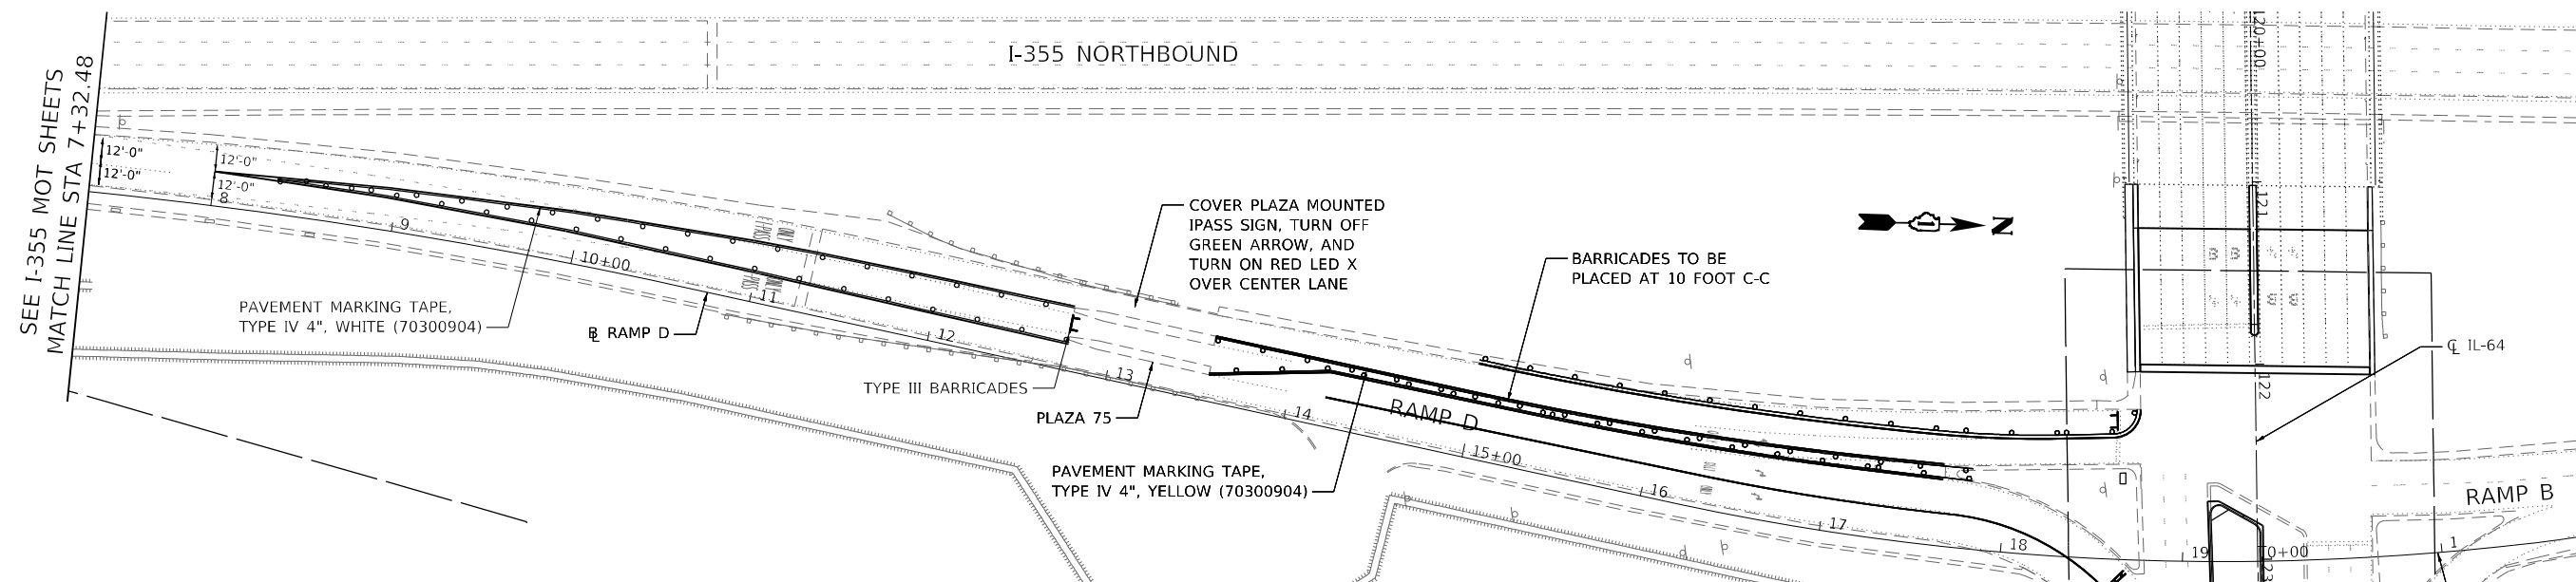 I-355 NORTHBOUND
SEE I-355 MOT SHEETS
MATCH LINE STA 7+32.48
12'-0"
12'-0"
12'-0"
12'-0"
8
9
10+00
11
12
13
14
15+00
16
17
18
19
PAVEMENT MARKING TAPE,
TYPE IV 4", WHITE (70300904)
℄ RAMP D
TYPE III BARRICADES
PLAZA 75
COVER PLAZA MOUNTED
IPASS SIGN, TURN OFF
GREEN ARROW, AND
TURN ON RED LED X
OVER CENTER LANE
BARRICADES TO BE
PLACED AT 10 FOOT C-C
RAMP D
PAVEMENT MARKING TAPE,
TYPE IV 4", YELLOW (70300904)
N
120+00
121
122
℄ IL-64
RAMP B
0+00
1